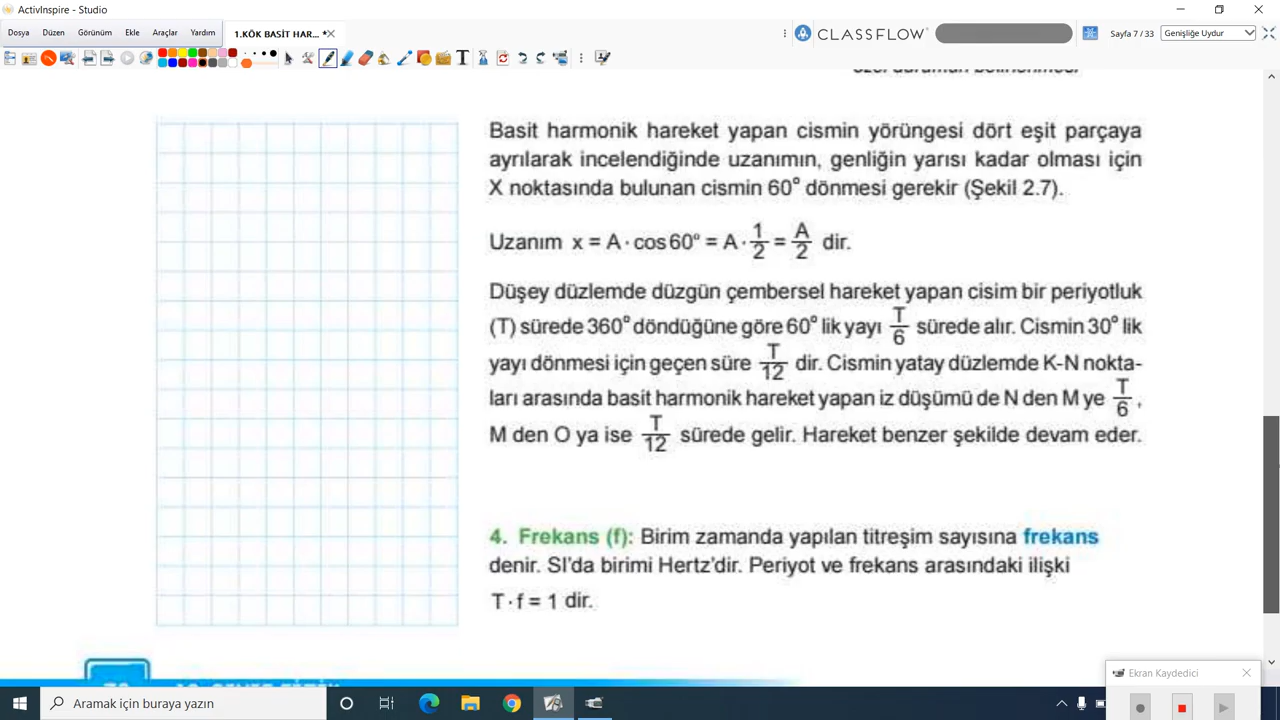 ActivInspire - Studio
Dosya Düzen Görünüm Ekle Araçlar Yardım
1.KÖK BASİT HAR... *
CLASSFLOW
Sayfa 7 / 33
Genişliğe Uydur
özel durumun belirlenmesi
Basit harmonik hareket yapan cismin yörüngesi dört eşit parçaya
ayrılarak incelendiğinde uzanımın, genliğin yarısı kadar olması için
X noktasında bulunan cismin 60° dönmesi gerekir (Şekil 2.7).
Uzanım x = A · cos60° = A · 1/2 = A/2 dir.
Düşey düzlemde düzgün çembersel hareket yapan cisim bir periyotluk
(T) sürede 360° döndüğüne göre 60° lik yayı T/6 sürede alır. Cismin 30° lik
yayı dönmesi için geçen süre T/12 dir. Cismin yatay düzlemde K-N nokta-
ları arasında basit harmonik hareket yapan iz düşümü de N den M ye T/6 ,
M den O ya ise T/12 sürede gelir. Hareket benzer şekilde devam eder.
4. Frekans (f): Birim zamanda yapılan titreşim sayısına frekans
denir. SI'da birimi Hertz'dir. Periyot ve frekans arasındaki ilişki
T · f = 1 dir.
Ekran Kaydedici
Aramak için buraya yazın